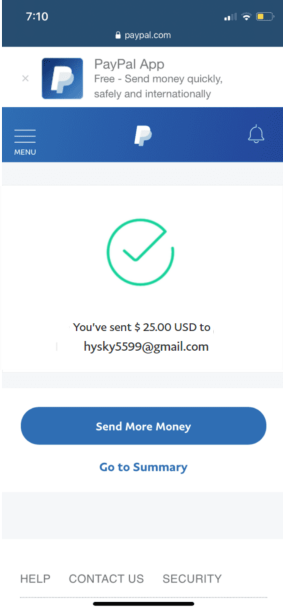 7:10
paypal.com
PayPal App
Free - Send money quickly,
safely and internationally
MENU
You've sent $ 25.00 USD to
hysky5599@gmail.com
Send More Money
Go to Summary
HELP CONTACT US SECURITY